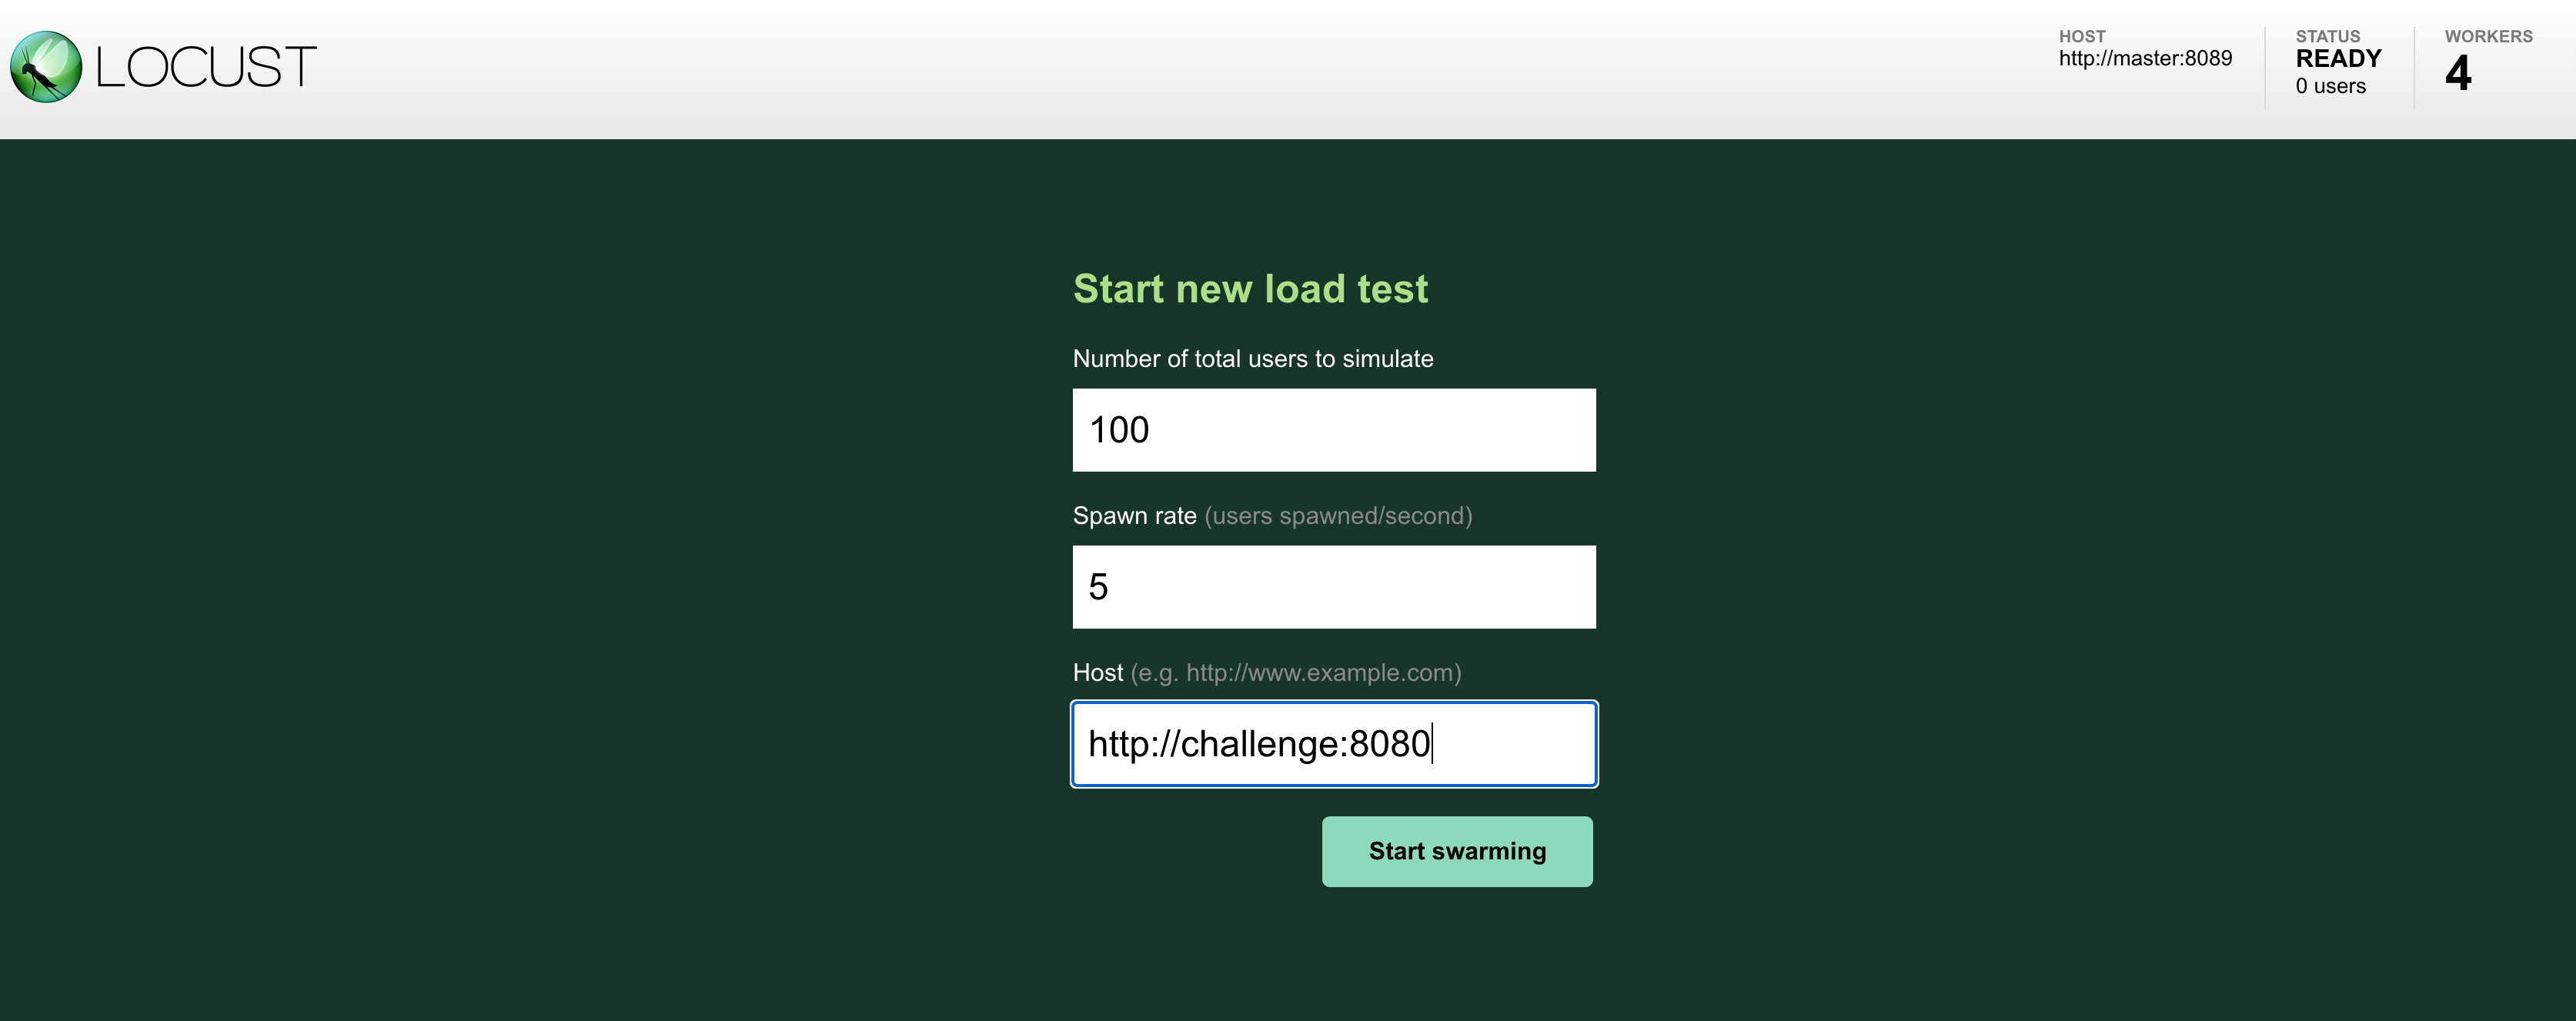 LOCUST
HOST
http://master:8089
STATUS
READY
0 users
WORKERS
4
Start new load test
Number of total users to simulate
100
Spawn rate (users spawned/second)
5
Host (e.g. http://www.example.com)
http://challenge:8080
Start swarming